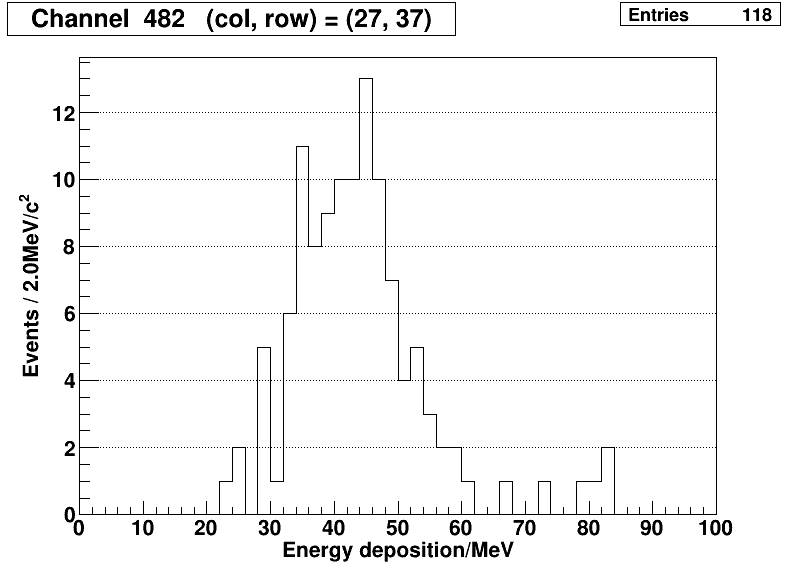 Channel 482 (col, row) = (27, 37)
Entries 118
Events / 2.0MeV/c²
12
10
8
6
4
2
0
0 10 20 30 40 50 60 70 80 90 100
Energy deposition/MeV